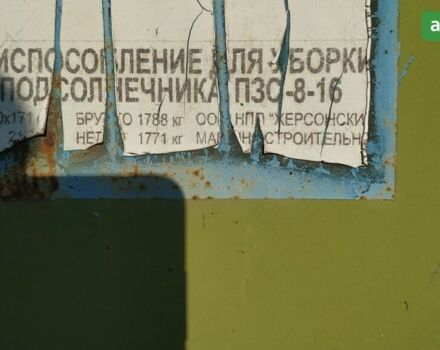 ИСПОСОБЛЕНИЕ ДЛЯ УБОРКИ
ПОДСОЛНЕЧНИКА ПЗС-8-16
БРУТТО 1788 кг ООО НПП "ХЕРСОНСКИ
НЕТТО 1771 кг МАШИНОСТРОИТЕЛЬН
a